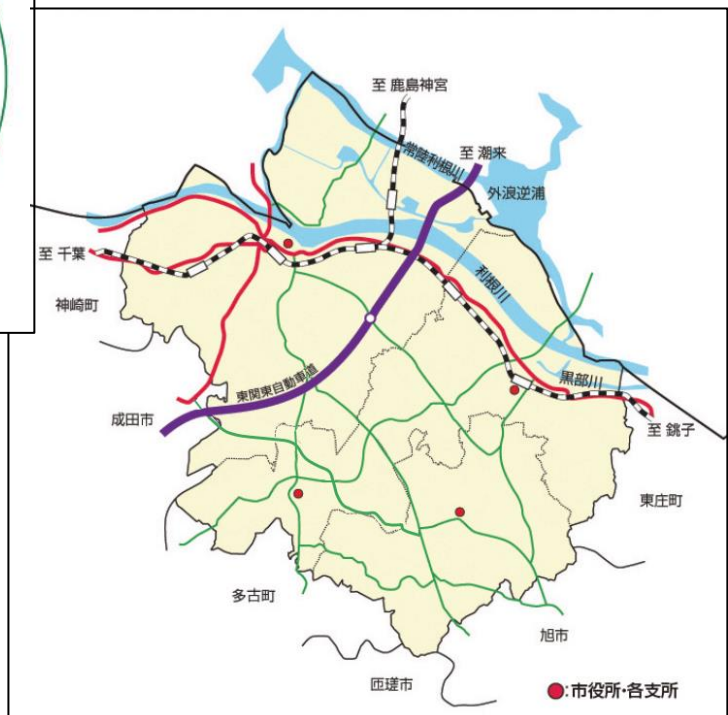 至 鹿島神宮
常陸利根川
至 潮来
外浪逆浦
至 千葉
利根川
神崎町
東関東自動車道
黒部川
成田市
至 銚子
東庄町
多古町
旭市
匝瑳市
:市役所・各支所